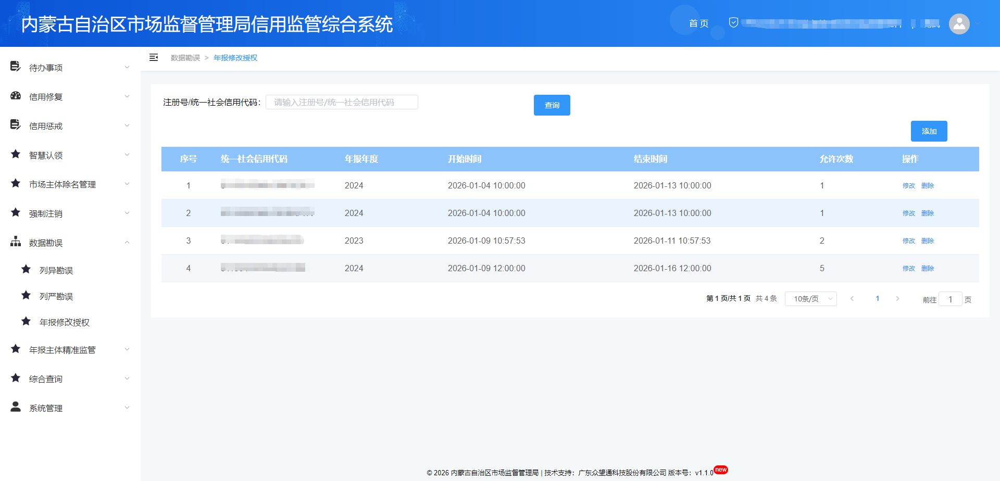 内蒙古自治区市场监督管理局信用监管综合系统
首页
数据勘误 > 年报修改授权
待办事项
信用修复
信用惩戒
智慧认领
市场主体除名管理
强制注销
数据勘误
列异勘误
列严勘误
年报修改授权
年报主体精准监管
综合查询
系统管理
注册号/统一社会信用代码： 请输入注册号/统一社会信用代码 查询
添加
序号 统一社会信用代码 年报年度 开始时间 结束时间 允许次数 操作
1 2024 2026-01-04 10:00:00 2026-01-13 10:00:00 1 修改 删除
2 2024 2026-01-04 10:00:00 2026-01-13 10:00:00 1 修改 删除
3 2023 2026-01-09 10:57:53 2026-01-11 10:57:53 2 修改 删除
4 2024 2026-01-09 12:00:00 2026-01-16 12:00:00 5 修改 删除
第 1 页/共 1 页 共 4 条 10条/页 < 1 > 前往 1 页
© 2026 内蒙古自治区市场监督管理局 | 技术支持：广东众望通科技股份有限公司 版本号：v1.1.0 new